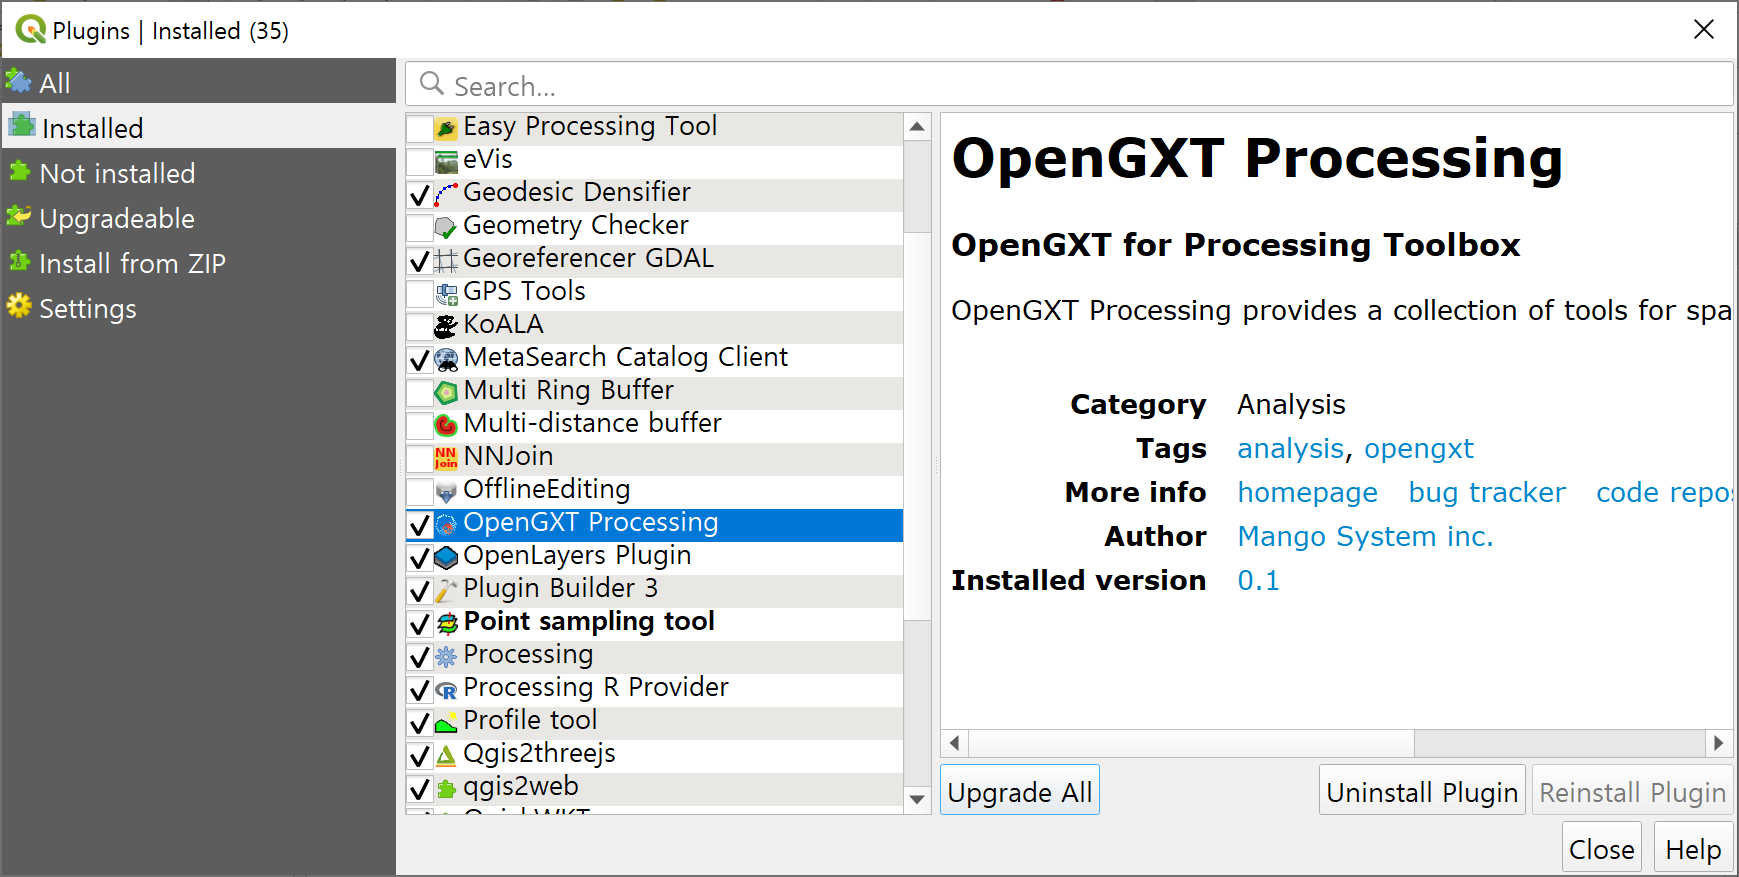 Plugins | Installed (35)
All
Installed
Not installed
Upgradeable
Install from ZIP
Settings
Search...
Easy Processing Tool
eVis
Geodesic Densifier
Geometry Checker
Georeferencer GDAL
GPS Tools
KoALA
MetaSearch Catalog Client
Multi Ring Buffer
Multi-distance buffer
NN Join NNJoin
OfflineEditing
OpenGXT Processing
OpenLayers Plugin
Plugin Builder 3
Point sampling tool
Processing
Processing R Provider
Profile tool
Qgis2threejs
qgis2web
OpenGXT Processing
OpenGXT for Processing Toolbox
OpenGXT Processing provides a collection of tools for spa
Category Analysis
Tags analysis, opengxt
More info homepage bug tracker code repos
Author Mango System inc.
Installed version 0.1
Upgrade All
Uninstall Plugin
Reinstall Plugin
Close
Help